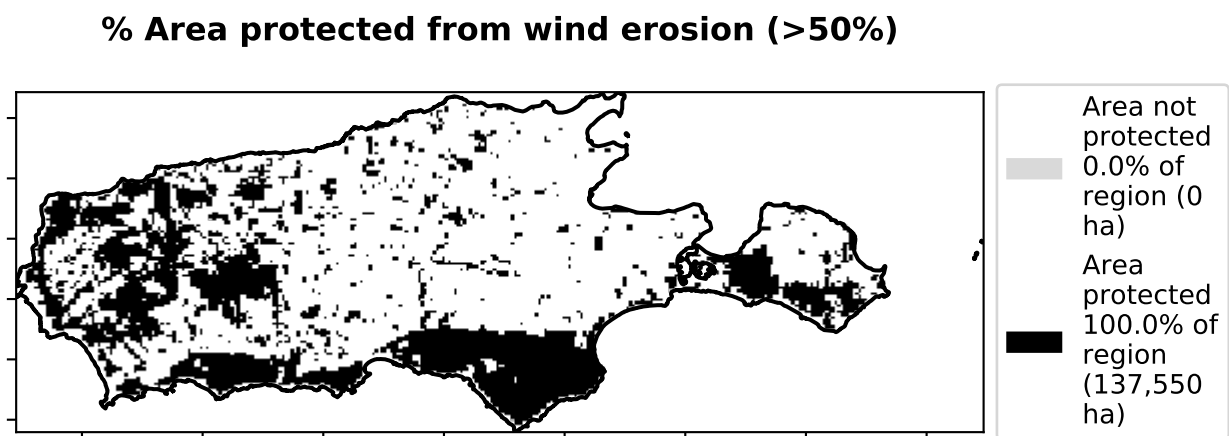 % Area protected from wind erosion (>50%)
Area not
protected
0.0% of
region (0
ha)
Area
protected
100.0% of
region
(137,550
ha)